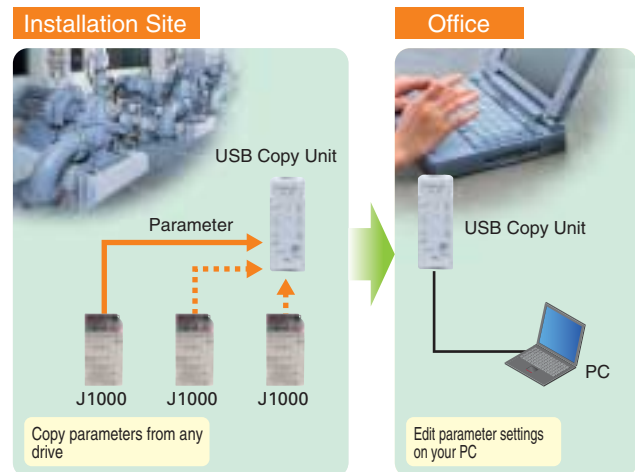 Installation Site
Office
USB Copy Unit
Parameter
USB Copy Unit
J1000
J1000
J1000
PC
Copy parameters from any
drive
Edit parameter settings
on your PC